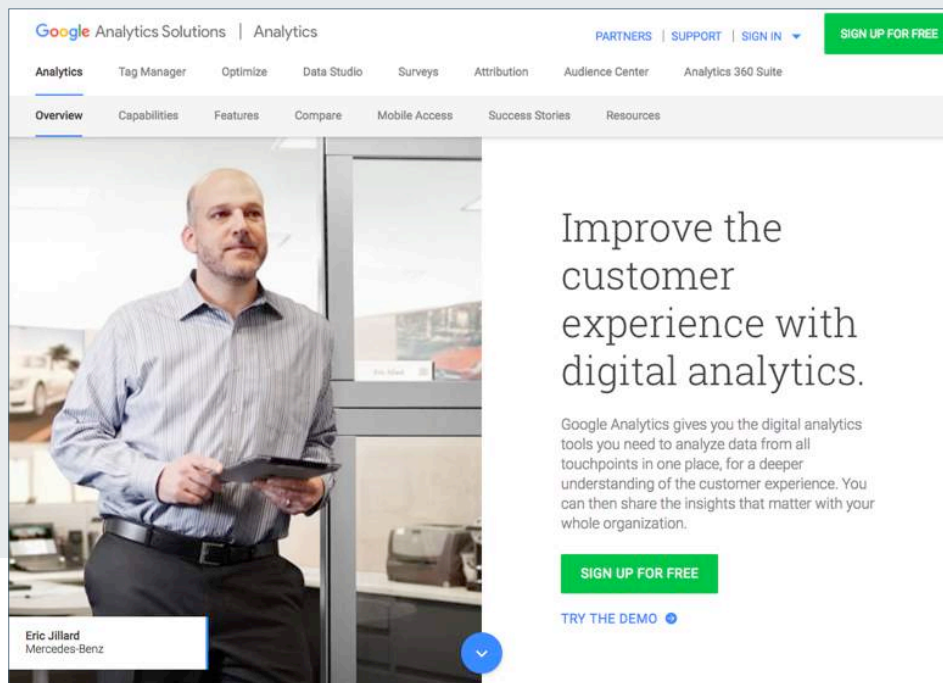 Google Analytics Solutions | Analytics
PARTNERS | SUPPORT | SIGN IN
SIGN UP FOR FREE
Analytics Tag Manager Optimize Data Studio Surveys Attribution Audience Center Analytics 360 Suite
Overview Capabilities Features Compare Mobile Access Success Stories Resources
Improve the
customer
experience with
digital analytics.
Google Analytics gives you the digital analytics
tools you need to analyze data from all
touchpoints in one place, for a deeper
understanding of the customer experience. You
can then share the insights that matter with your
whole organization.
SIGN UP FOR FREE
TRY THE DEMO
Eric Jillard
Eric Jillard
Mercedes-Benz